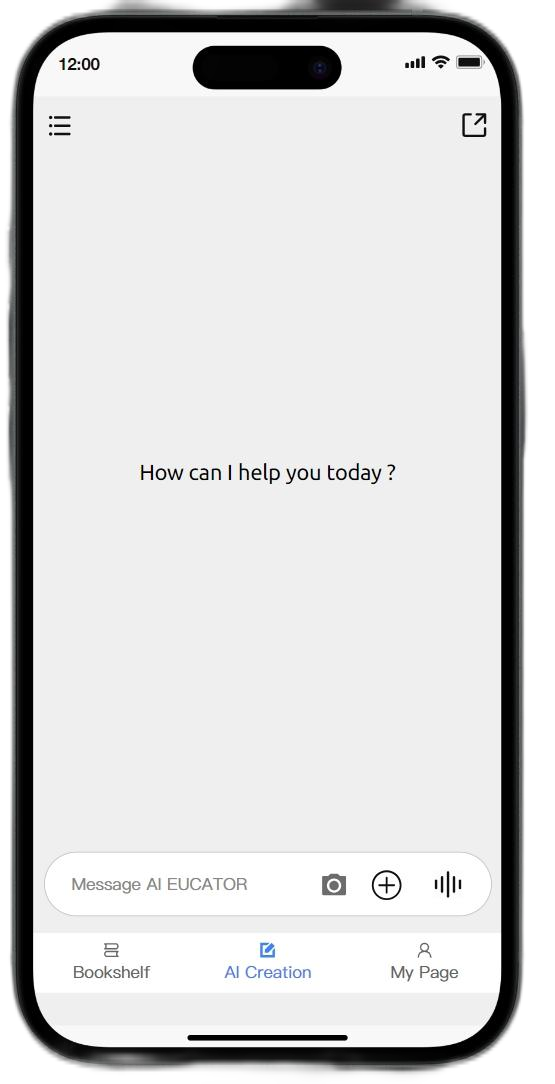 12:00
How can I help you today ?
Message AI EUCATOR
Bookshelf
AI Creation
My Page